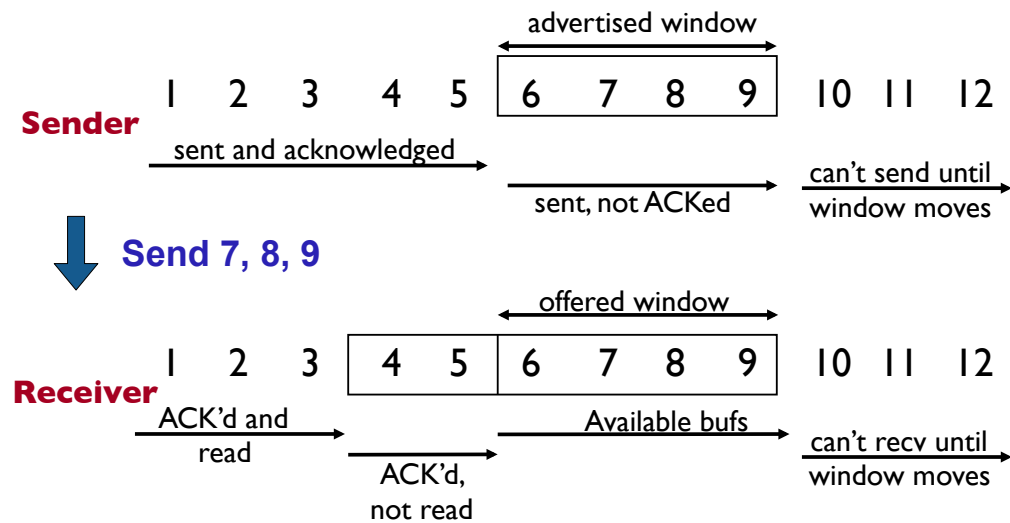 advertised window
1 2 3 4 5 6 7 8 9 10 11 12
Sender
sent and acknowledged
sent, not ACKed
can't send until
window moves
Send 7, 8, 9
offered window
1 2 3 4 5 6 7 8 9 10 11 12
Receiver
ACK'd and
read
ACK'd,
not read
Available bufs
can't recv until
window moves